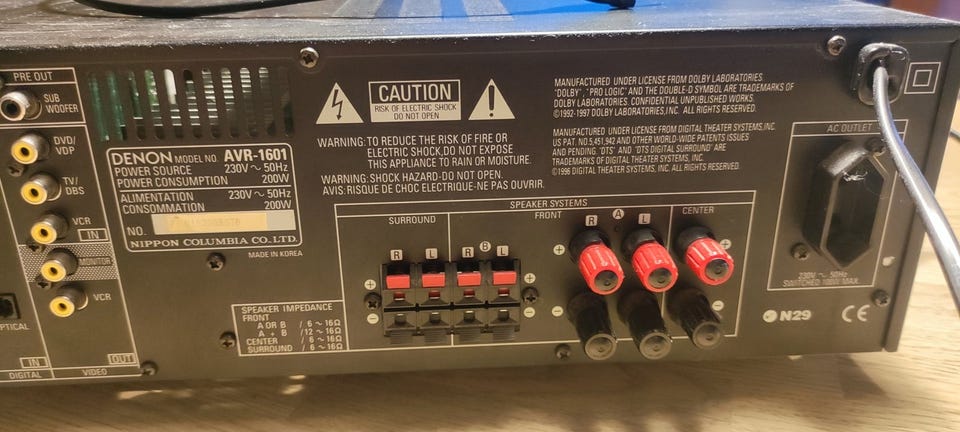 PRE OUT
SUB
WOOFER
DVD/
VDP
TV/
DBS
VCR
IN
MONITOR
VCR
OPTICAL
IN
OUT
DIGITAL
VIDEO
DENON MODEL NO. AVR-1601
POWER SOURCE 230V ~ 50Hz
POWER CONSUMPTION 200W
ALIMENTATION 230V ~ 50Hz
CONSOMMATION 200W
NO.
NIPPON COLUMBIA CO.,LTD.
MADE IN KOREA
CAUTION
RISK OF ELECTRIC SHOCK
DO NOT OPEN
WARNING: TO REDUCE THE RISK OF FIRE OR
ELECTRIC SHOCK,DO NOT EXPOSE
THIS APPLIANCE TO RAIN OR MOISTURE.
WARNING: SHOCK HAZARD-DO NOT OPEN.
AVIS: RISQUE DE CHOC ELECTRIQUE-NE PAS OUVRIR.
MANUFACTURED UNDER LICENSE FROM DOLBY LABORATORIES
"DOLBY", "PRO LOGIC" AND THE DOUBLE-D SYMBOL ARE TRADEMARKS OF
DOLBY LABORATORIES. CONFIDENTIAL UNPUBLISHED WORKS.
©1992-1997 DOLBY LABORATORIES, INC. ALL RIGHTS RESERVED.
MANUFACTURED UNDER LICENSE FROM DIGITAL THEATER SYSTEMS, INC.
US PAT. NO. 5,451,942 AND OTHER WORLD-WIDE PATENTS ISSUED
AND PENDING. "DTS" AND "DTS DIGITAL SURROUND" ARE
TRADEMARKS OF DIGITAL THEATER SYSTEMS, INC.
©1996 DIGITAL THEATER SYSTEMS, INC. ALL RIGHTS RESERVED.
SPEAKER SYSTEMS
SURROUND
FRONT
CENTER
R L R B L
R A L
+ + + +
− − − −
SPEAKER IMPEDANCE
FRONT
A OR B / 6 ~ 16Ω
A + B / 12 ~ 16Ω
CENTER / 6 ~ 16Ω
SURROUND / 6 ~ 16Ω
AC OUTLET
230V ~ 50Hz
SWITCHED 100W MAX.
N29
CE